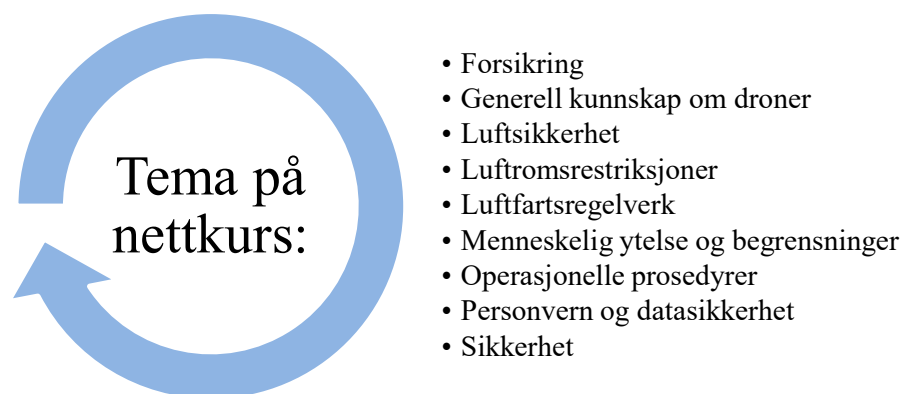 Tema på
nettkurs:
• Forsikring
• Generell kunnskap om droner
• Luftsikkerhet
• Luftromsrestriksjoner
• Luftfartsregelverk
• Menneskelig ytelse og begrensninger
• Operasjonelle prosedyrer
• Personvern og datasikkerhet
• Sikkerhet